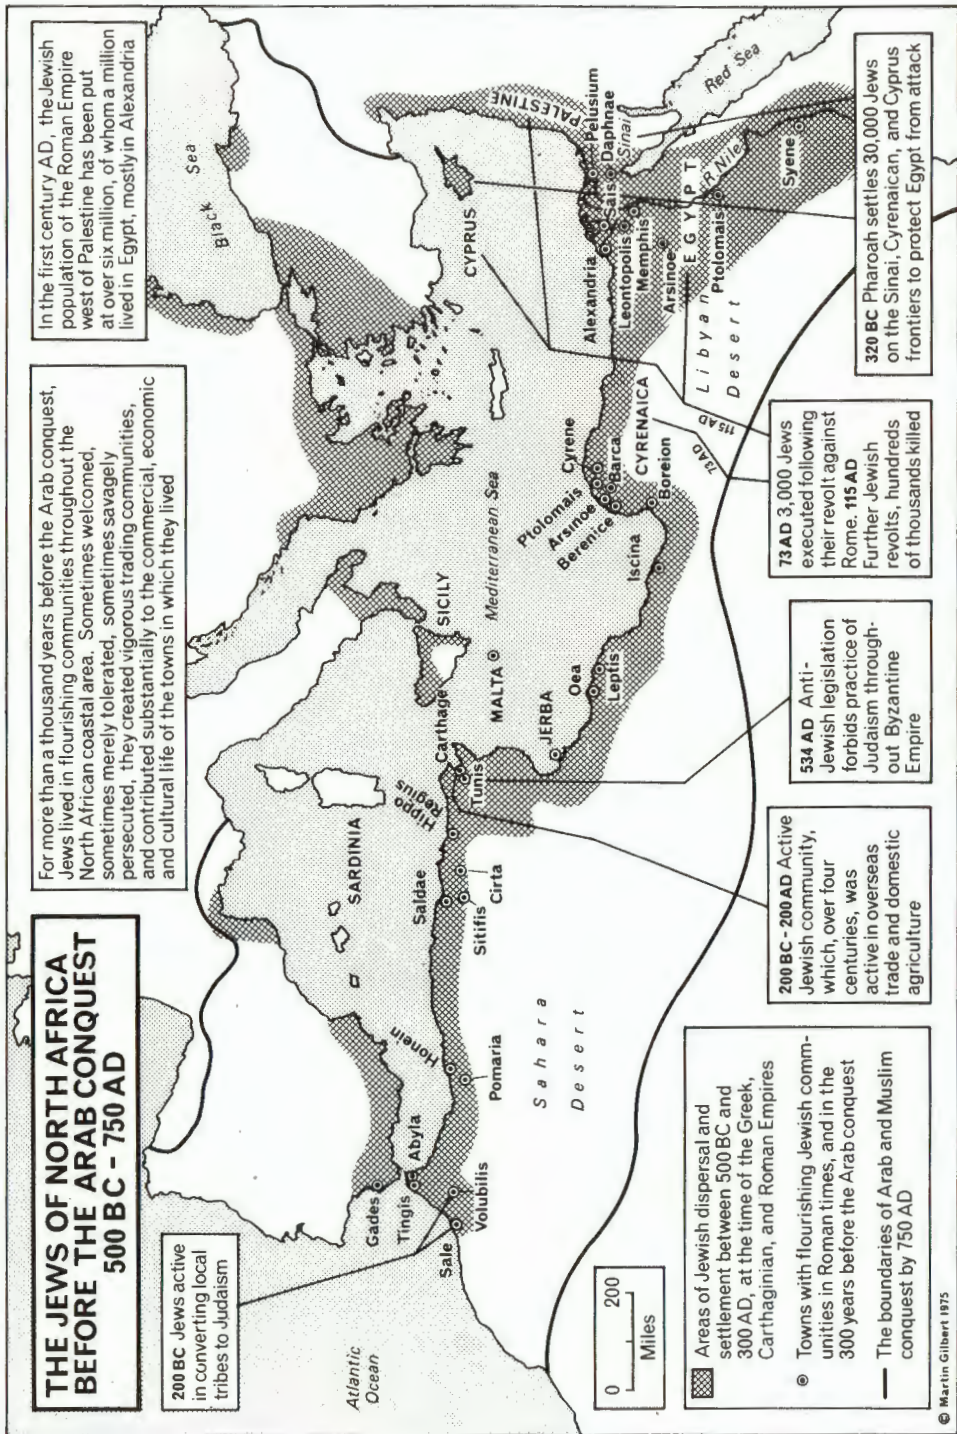 THE JEWS OF NORTH AFRICA
BEFORE THE ARAB CONQUEST
500 BC - 750 AD
For more than a thousand years before the Arab conquest,
Jews lived in flourishing communities throughout the
North African coastal area. Sometimes welcomed,
sometimes merely tolerated, sometimes savagely
persecuted, they created vigorous trading communities,
and contributed substantially to the commercial, economic
and cultural life of the towns in which they lived
In the first century AD, the Jewish
population of the Roman Empire
west of Palestine has been put
at over six million, of whom a million
lived in Egypt, mostly in Alexandria
200 BC Jews active
in converting local
tribes to Judaism
Atlantic
Ocean
Black Sea
Gades
Tingis
Abyla
Sale
Volubilis
Honein
Pomaria
SARDINIA
Saldae
Sitifis
Cirta
Hippo
Regius
Carthage
Tunis
SICILY
MALTA
Mediterranean Sea
JERBA
Oea
Leptis
Iscina
Ptolomais
Arsinoe
Berenice
Cyrene
Barca
CYRENAICA
Boreion
CYPRUS
PALESTINE
Alexandria
Leontopolis
Memphis
Arsinoe
Sais
Pelusium
Daphnae
Sinai
EGYPT
R. Nile
Ptolomais
Syene
Red Sea
Libyan
Desert
Sahara
Desert
73 AD
115 AD
0 200
Miles
Areas of Jewish dispersal and
settlement between 500 BC and
300 AD, at the time of the Greek,
Carthaginian, and Roman Empires
Towns with flourishing Jewish comm-
unities in Roman times, and in the
300 years before the Arab conquest
The boundaries of Arab and Muslim
conquest by 750 AD
200 BC - 200 AD Active
Jewish community,
which, over four
centuries, was
active in overseas
trade and domestic
agriculture
534 AD Anti-
Jewish legislation
forbids practice of
Judaism through-
out Byzantine
Empire
73 AD 3,000 Jews
executed following
their revolt against
Rome. 115 AD
Further Jewish
revolts, hundreds
of thousands killed
320 BC Pharoah settles 30,000 Jews
on the Sinai, Cyrenaican, and Cyprus
frontiers to protect Egypt from attack
© Martin Gilbert 1975